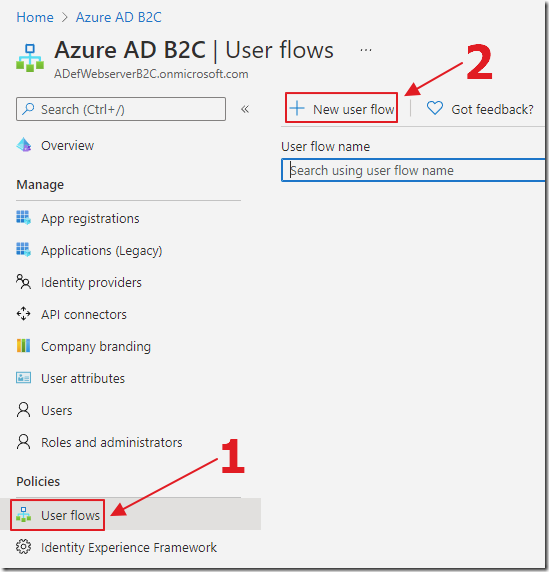 Home > Azure AD B2C
Azure AD B2C | User flows ...
ADefWebserverB2C.onmicrosoft.com
Search (Ctrl+/) «
Overview
Manage
App registrations
Applications (Legacy)
Identity providers
API connectors
Company branding
User attributes
Users
Roles and administrators
Policies
User flows
Identity Experience Framework
1
2
+ New user flow
Got feedback?
User flow name
Search using user flow name